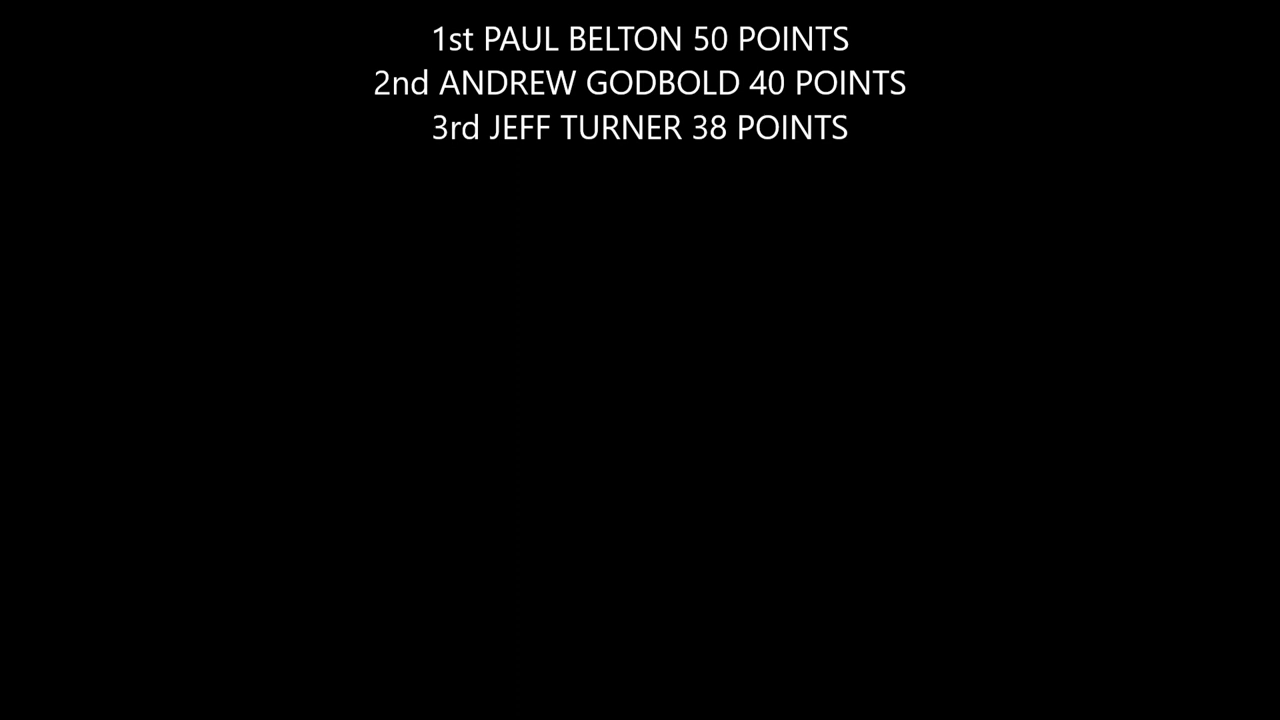 1st PAUL BELTON 50 POINTS
2nd ANDREW GODBOLD 40 POINTS
3rd JEFF TURNER 38 POINTS